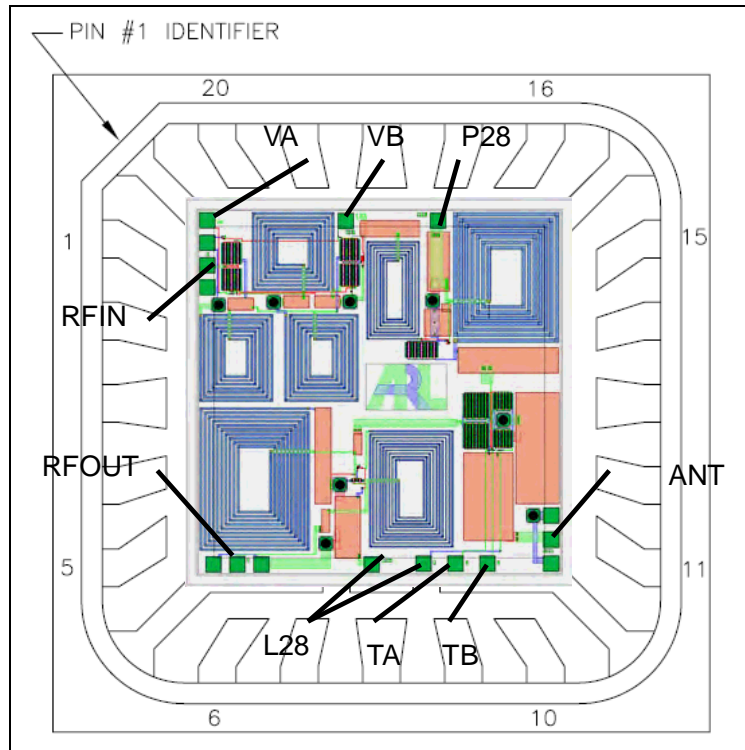 PIN #1 IDENTIFIER
20
16
VA
VB
P28
1
15
RFIN
ARL
RFOUT
ANT
5
11
L28
TA
TB
6
10